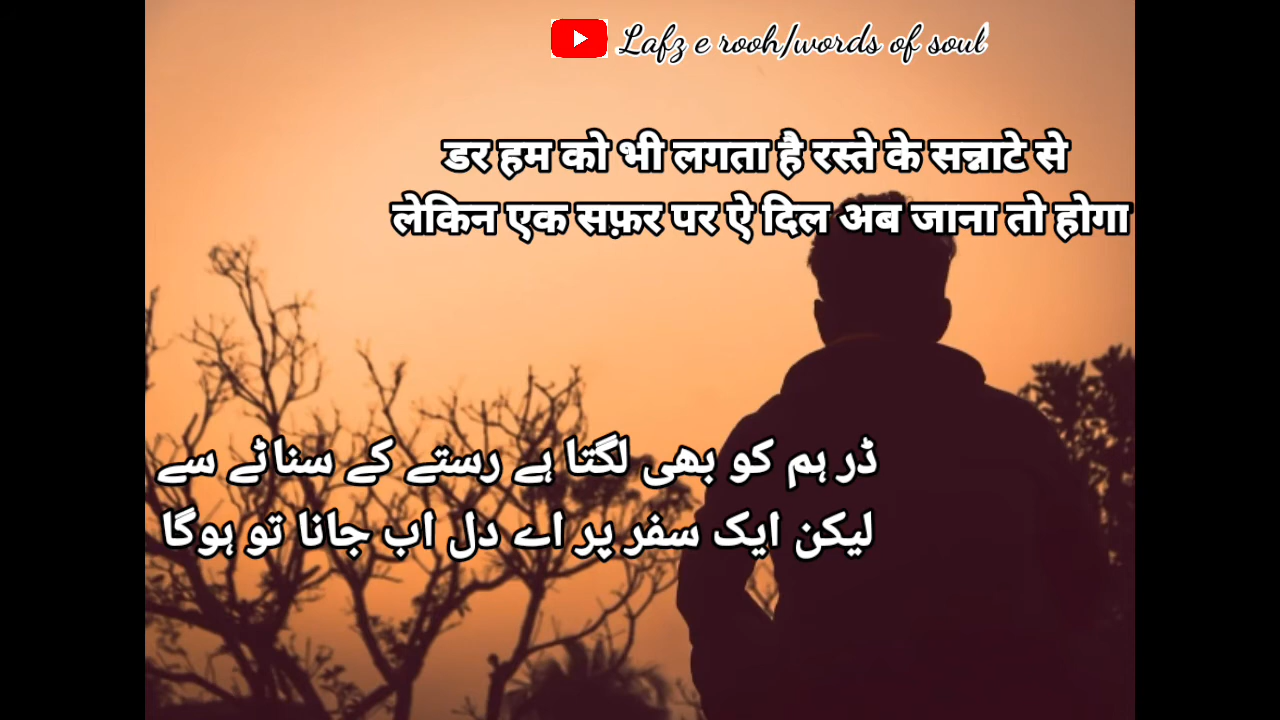 Lafz e rooh/words of soul
डर हम को भी लगता है रस्ते के सन्नाटे से
लेकिन एक सफ़र पर ऐ दिल अब जाना तो होगा
ڈر ہم کو بھی لگتا ہے رستے کے سناٹے سے
لیکن ایک سفر پر اے دل اب جانا تو ہوگا